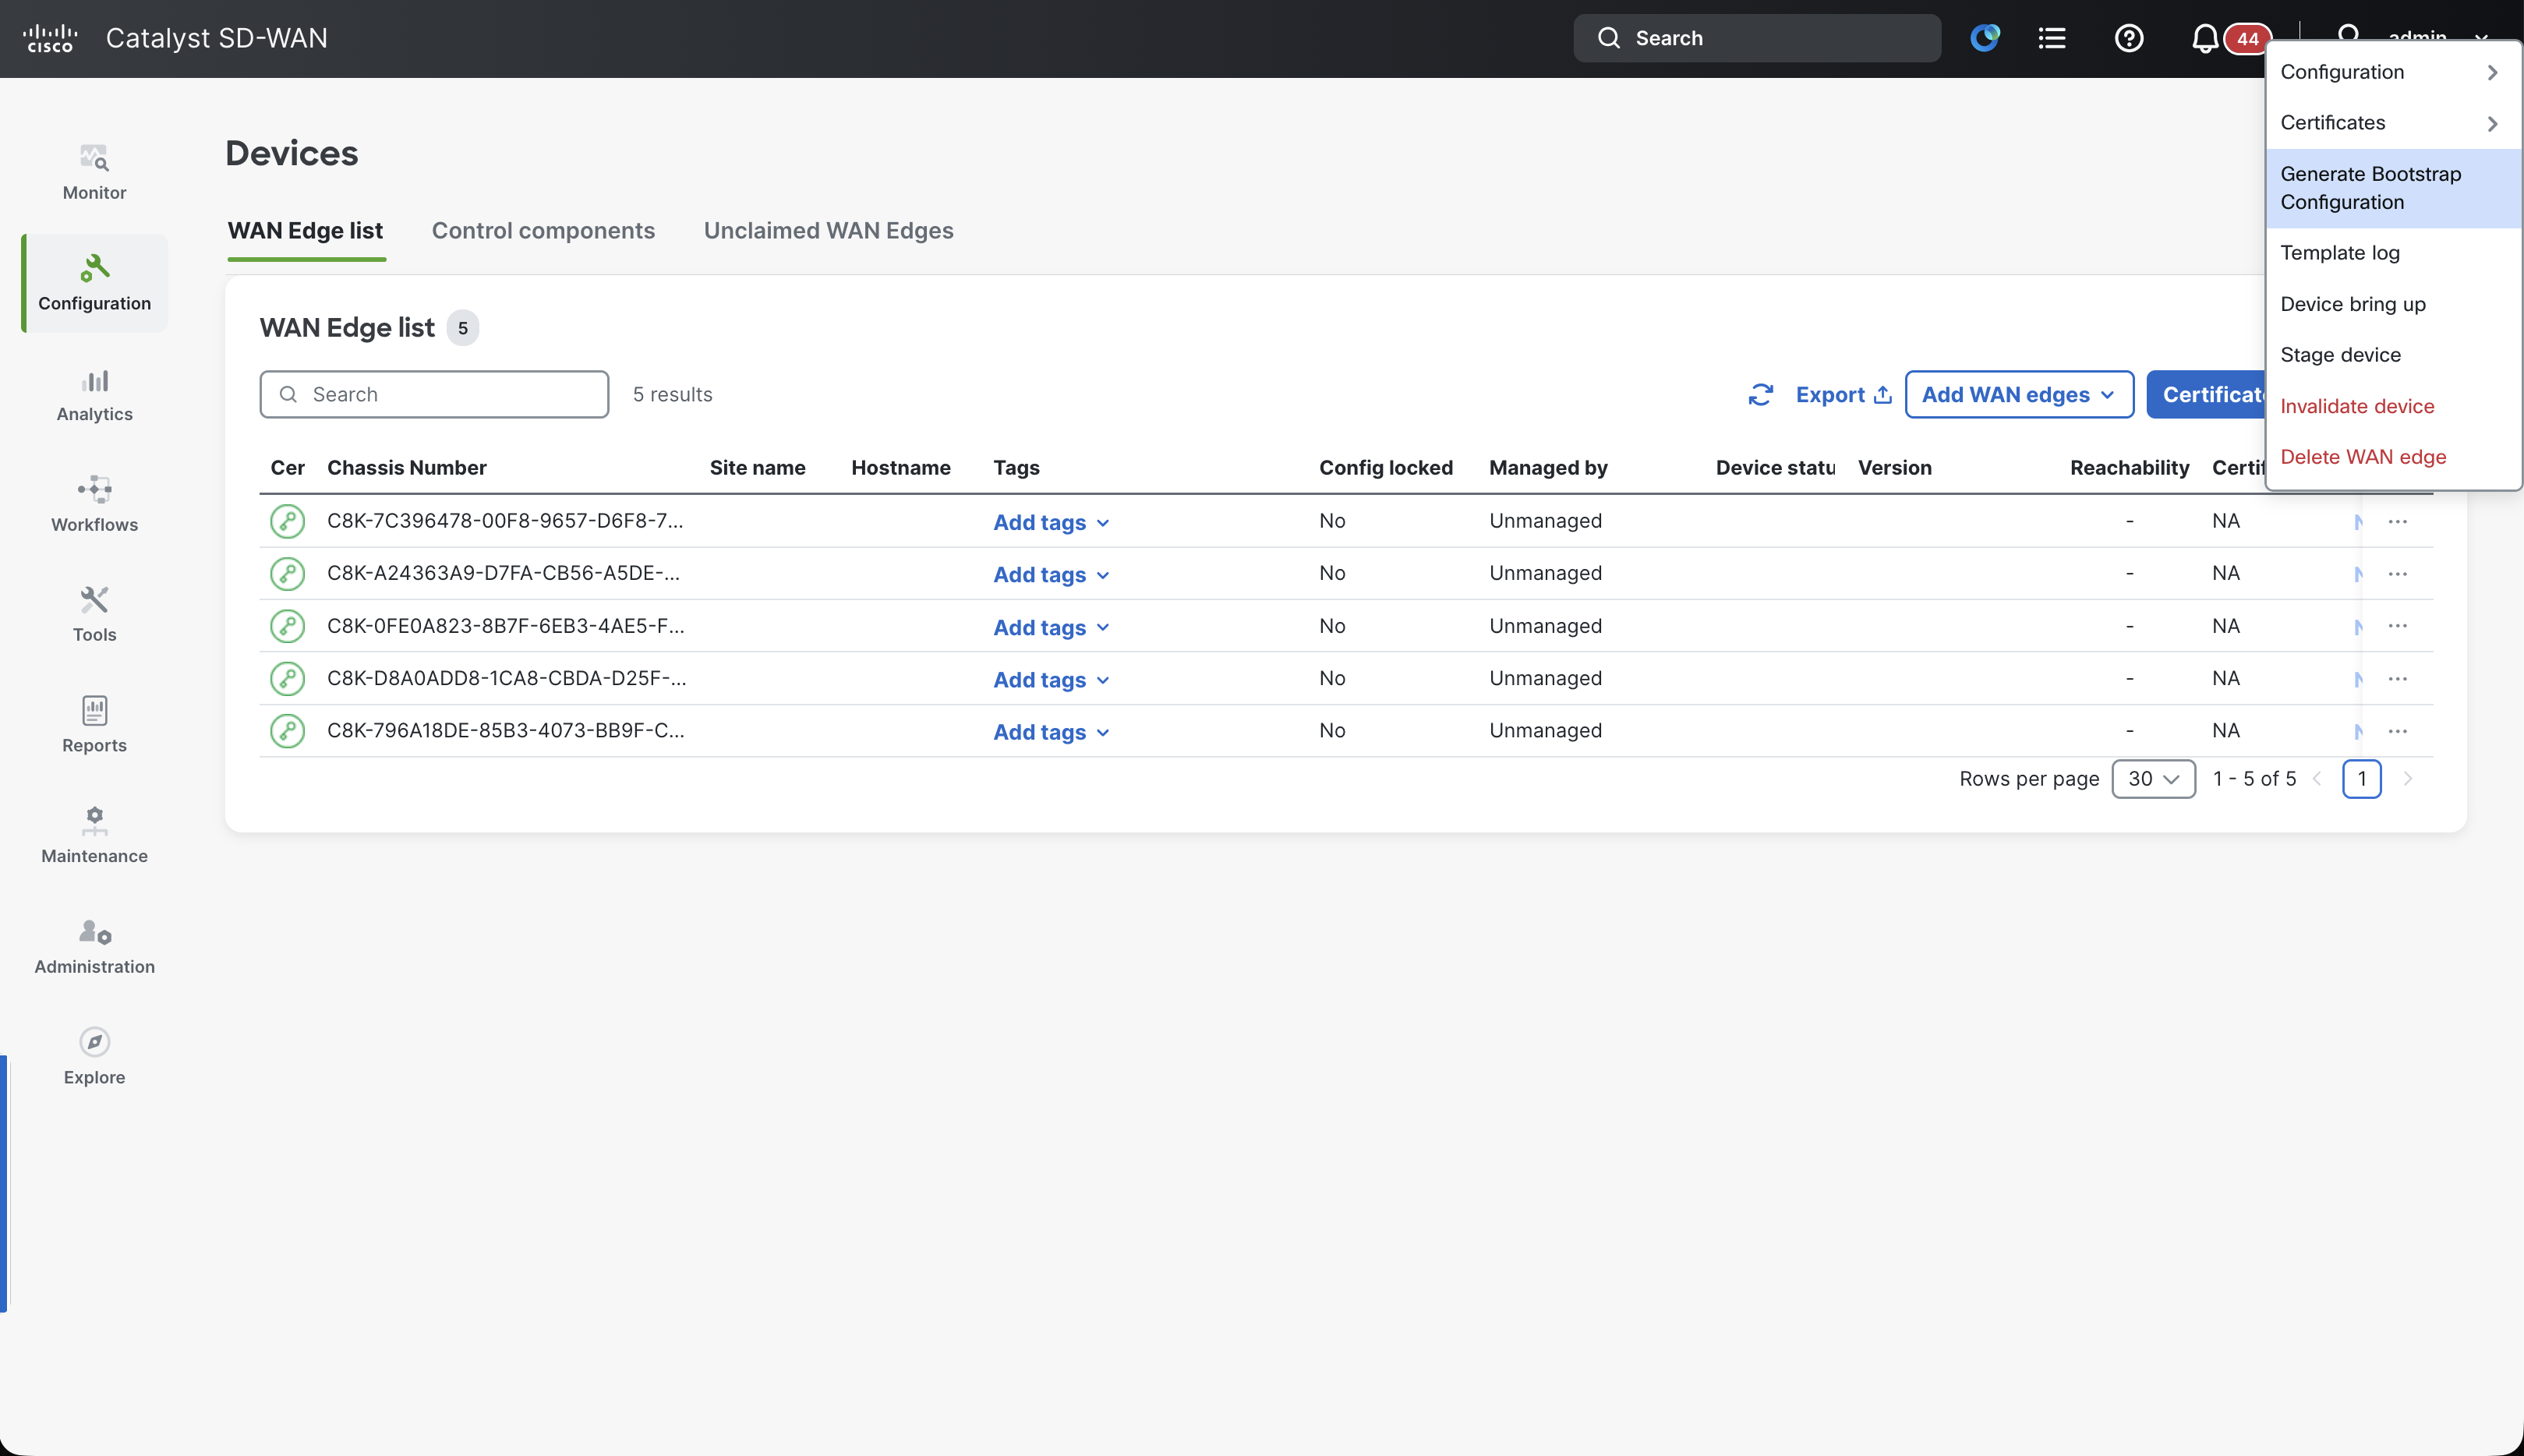 cisco Catalyst SD-WAN
Search
44
admin
Configuration
Certificates
Generate Bootstrap
Configuration
Template log
Device bring up
Stage device
Invalidate device
Delete WAN edge
Monitor
Configuration
Analytics
Workflows
Tools
Reports
Maintenance
Administration
Explore
Devices
WAN Edge list Control components Unclaimed WAN Edges
WAN Edge list 5
Search 5 results Export Add WAN edges
Cer Chassis Number Site name Hostname Tags Config locked Managed by Device statu Version Reachability
C8K-7C396478-00F8-9657-D6F8-7... Add tags No Unmanaged - NA ...
C8K-A24363A9-D7FA-CB56-A5DE-... Add tags No Unmanaged - NA ...
C8K-0FE0A823-8B7F-6EB3-4AE5-F... Add tags No Unmanaged - NA ...
C8K-D8A0ADD8-1CA8-CBDA-D25F-... Add tags No Unmanaged - NA ...
C8K-796A18DE-85B3-4073-BB9F-C... Add tags No Unmanaged - NA ...
Rows per page 30 1 - 5 of 5 1